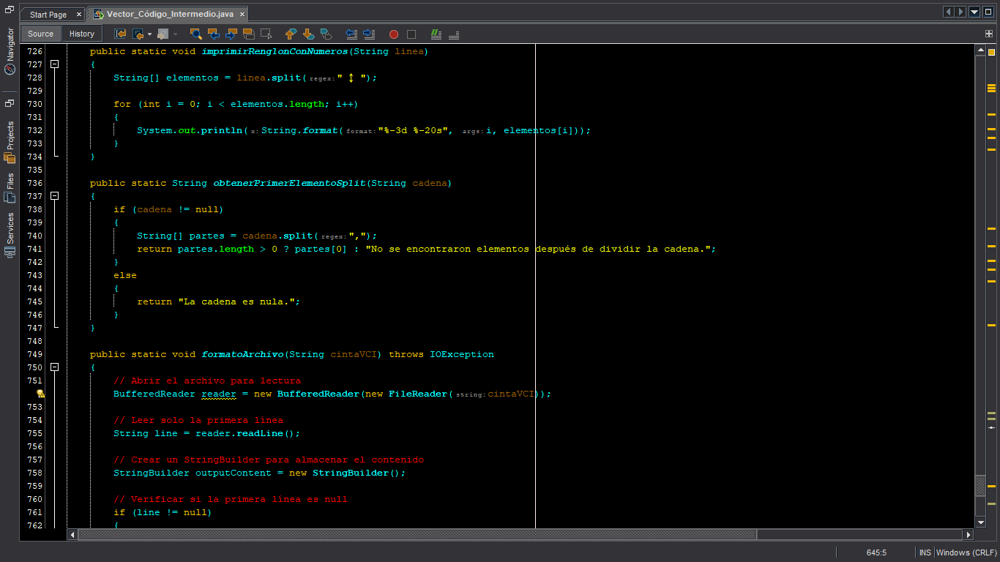 Start Page ×
Vector_Código_Intermedio.java ×
Source History
Navigator
Projects
Files
Services
726 public static void imprimirRenglonConNumeros(String linea)
727 {
728 String[] elementos = linea.split( regex: " ↕ ");
729
730 for (int i = 0; i < elementos.length; i++)
731 {
732 System.out.println( x: String.format( format: "%-3d %-20s", args: i, elementos[i]));
733 }
734 }
735
736 public static String obtenerPrimerElementoSplit(String cadena)
737 {
738 if (cadena != null)
739 {
740 String[] partes = cadena.split( regex: ",");
741 return partes.length > 0 ? partes[0] : "No se encontraron elementos después de dividir la cadena.";
742 }
743 else
744 {
745 return "La cadena es nula.";
746 }
747 }
748
749 public static void formatoArchivo(String cintaVCI) throws IOException
750 {
751 // Abrir el archivo para lectura
BufferedReader reader = new BufferedReader(new FileReader( string: cintaVCI));
753
754 // Leer solo la primera línea
755 String line = reader.readLine();
756
757 // Crear un StringBuilder para almacenar el contenido
758 StringBuilder outputContent = new StringBuilder();
759
760 // Verificar si la primera línea es null
761 if (line != null)
762 {
645:5 INS Windows (CRLF)